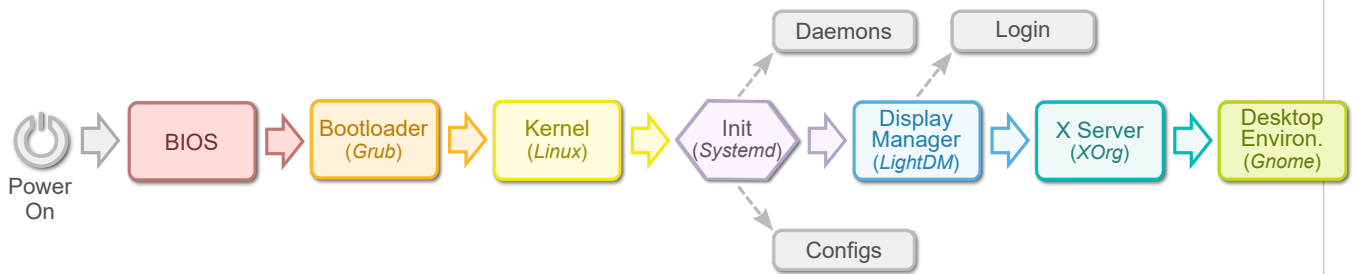 Power
On
BIOS
Bootloader
(Grub)
Kernel
(Linux)
Init
(Systemd)
Daemons
Configs
Display
Manager
(LightDM)
Login
X Server
(XOrg)
Desktop
Environ.
(Gnome)